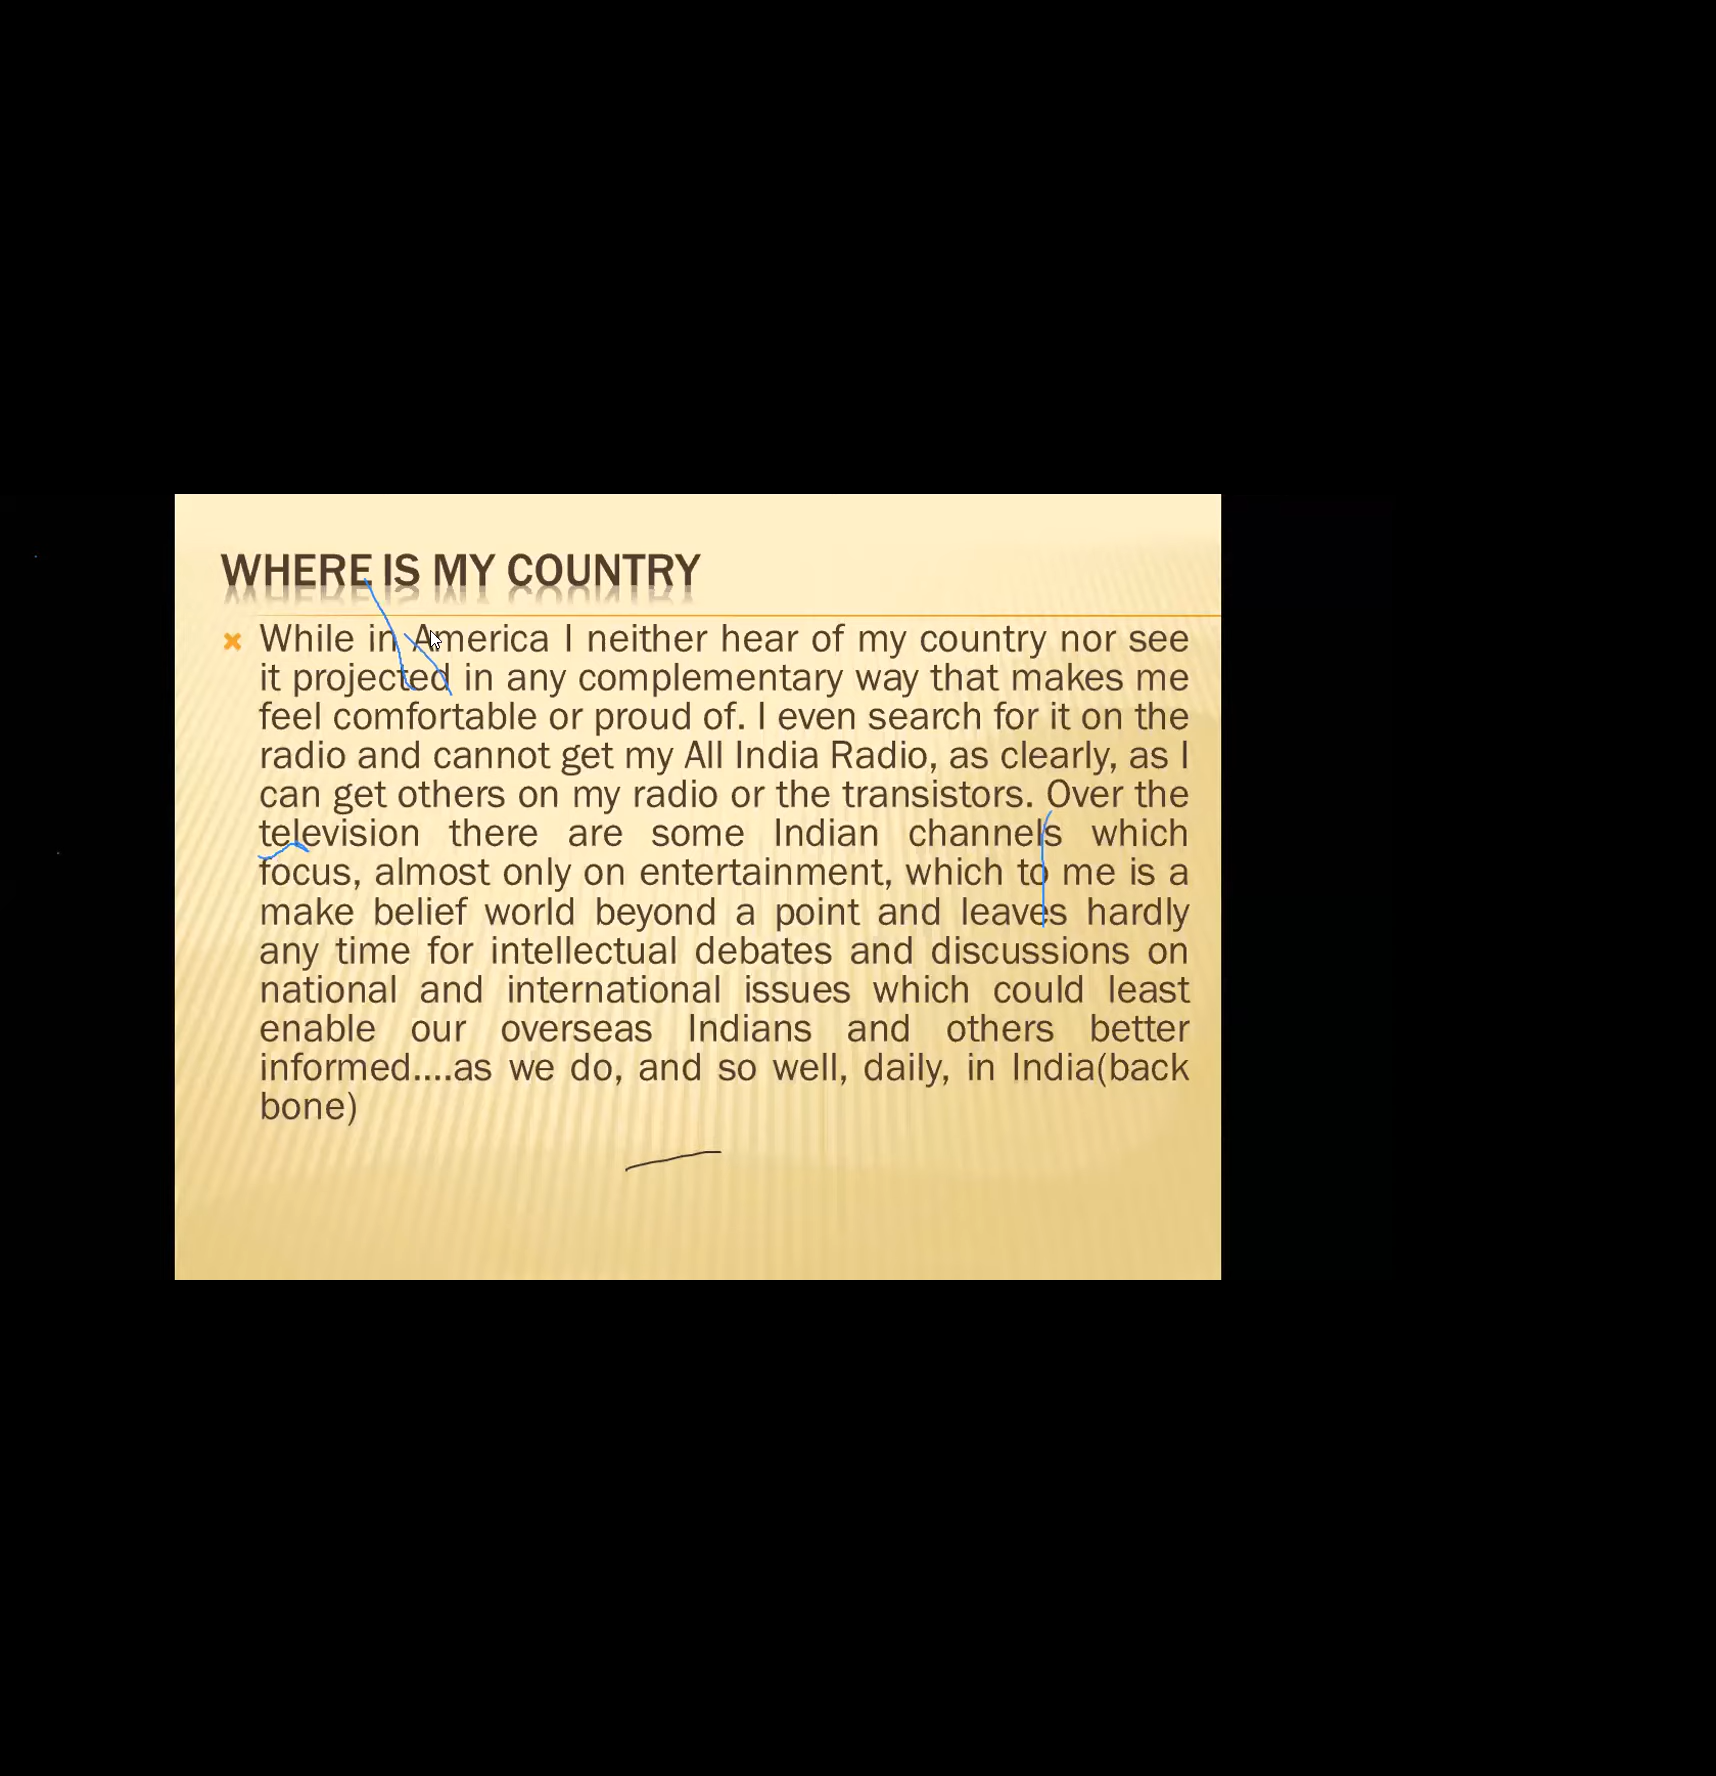 WHERE IS MY COUNTRY
While in America I neither hear of my country nor see
it projected in any complementary way that makes me
feel comfortable or proud of. I even search for it on the
radio and cannot get my All India Radio, as clearly, as I
can get others on my radio or the transistors. Over the
television there are some Indian channels which
focus, almost only on entertainment, which to me is a
make belief world beyond a point and leaves hardly
any time for intellectual debates and discussions on
national and international issues which could least
enable our overseas Indians and others better
informed....as we do, and so well, daily, in India(back
bone)